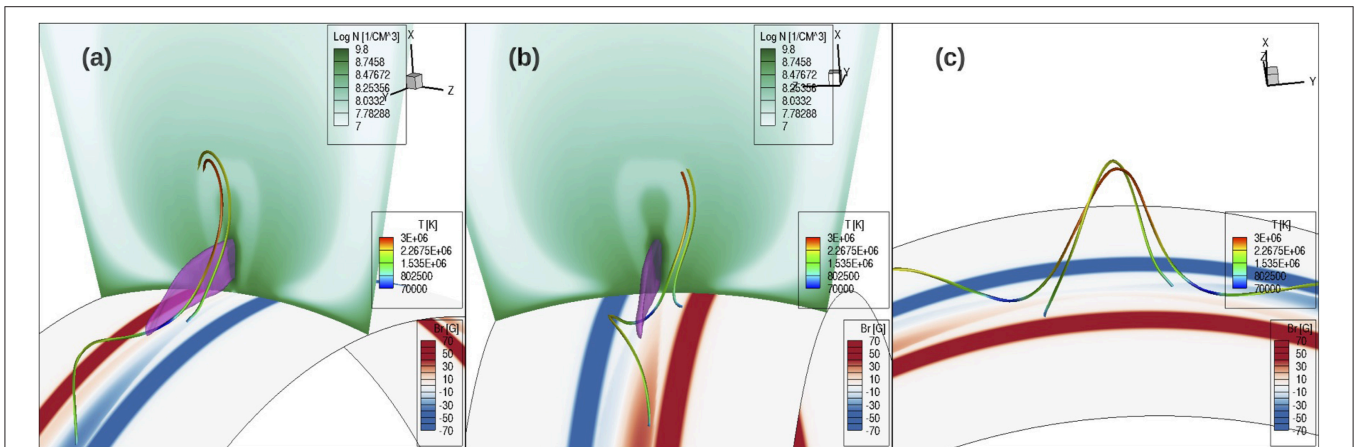 (a)
Log N [1/CM^3]
9.8
8.7458
8.47672
8.25356
8.0332
7.78288
7
X
Y
Z
T [K]
3E+06
2.2675E+06
1.535E+06
802500
70000
Br [G]
70
50
30
10
-10
-30
-50
-70
(b)
Log N [1/CM^3]
9.8
8.7458
8.47672
8.25356
8.0332
7.78288
7
X
Z
Y
T [K]
3E+06
2.2675E+06
1.535E+06
802500
70000
Br [G]
70
50
30
10
-10
-30
-50
-70
(c)
X
Z
Y
T [K]
3E+06
2.2675E+06
1.535E+06
802500
70000
Br [G]
70
50
30
10
-10
-30
-50
-70